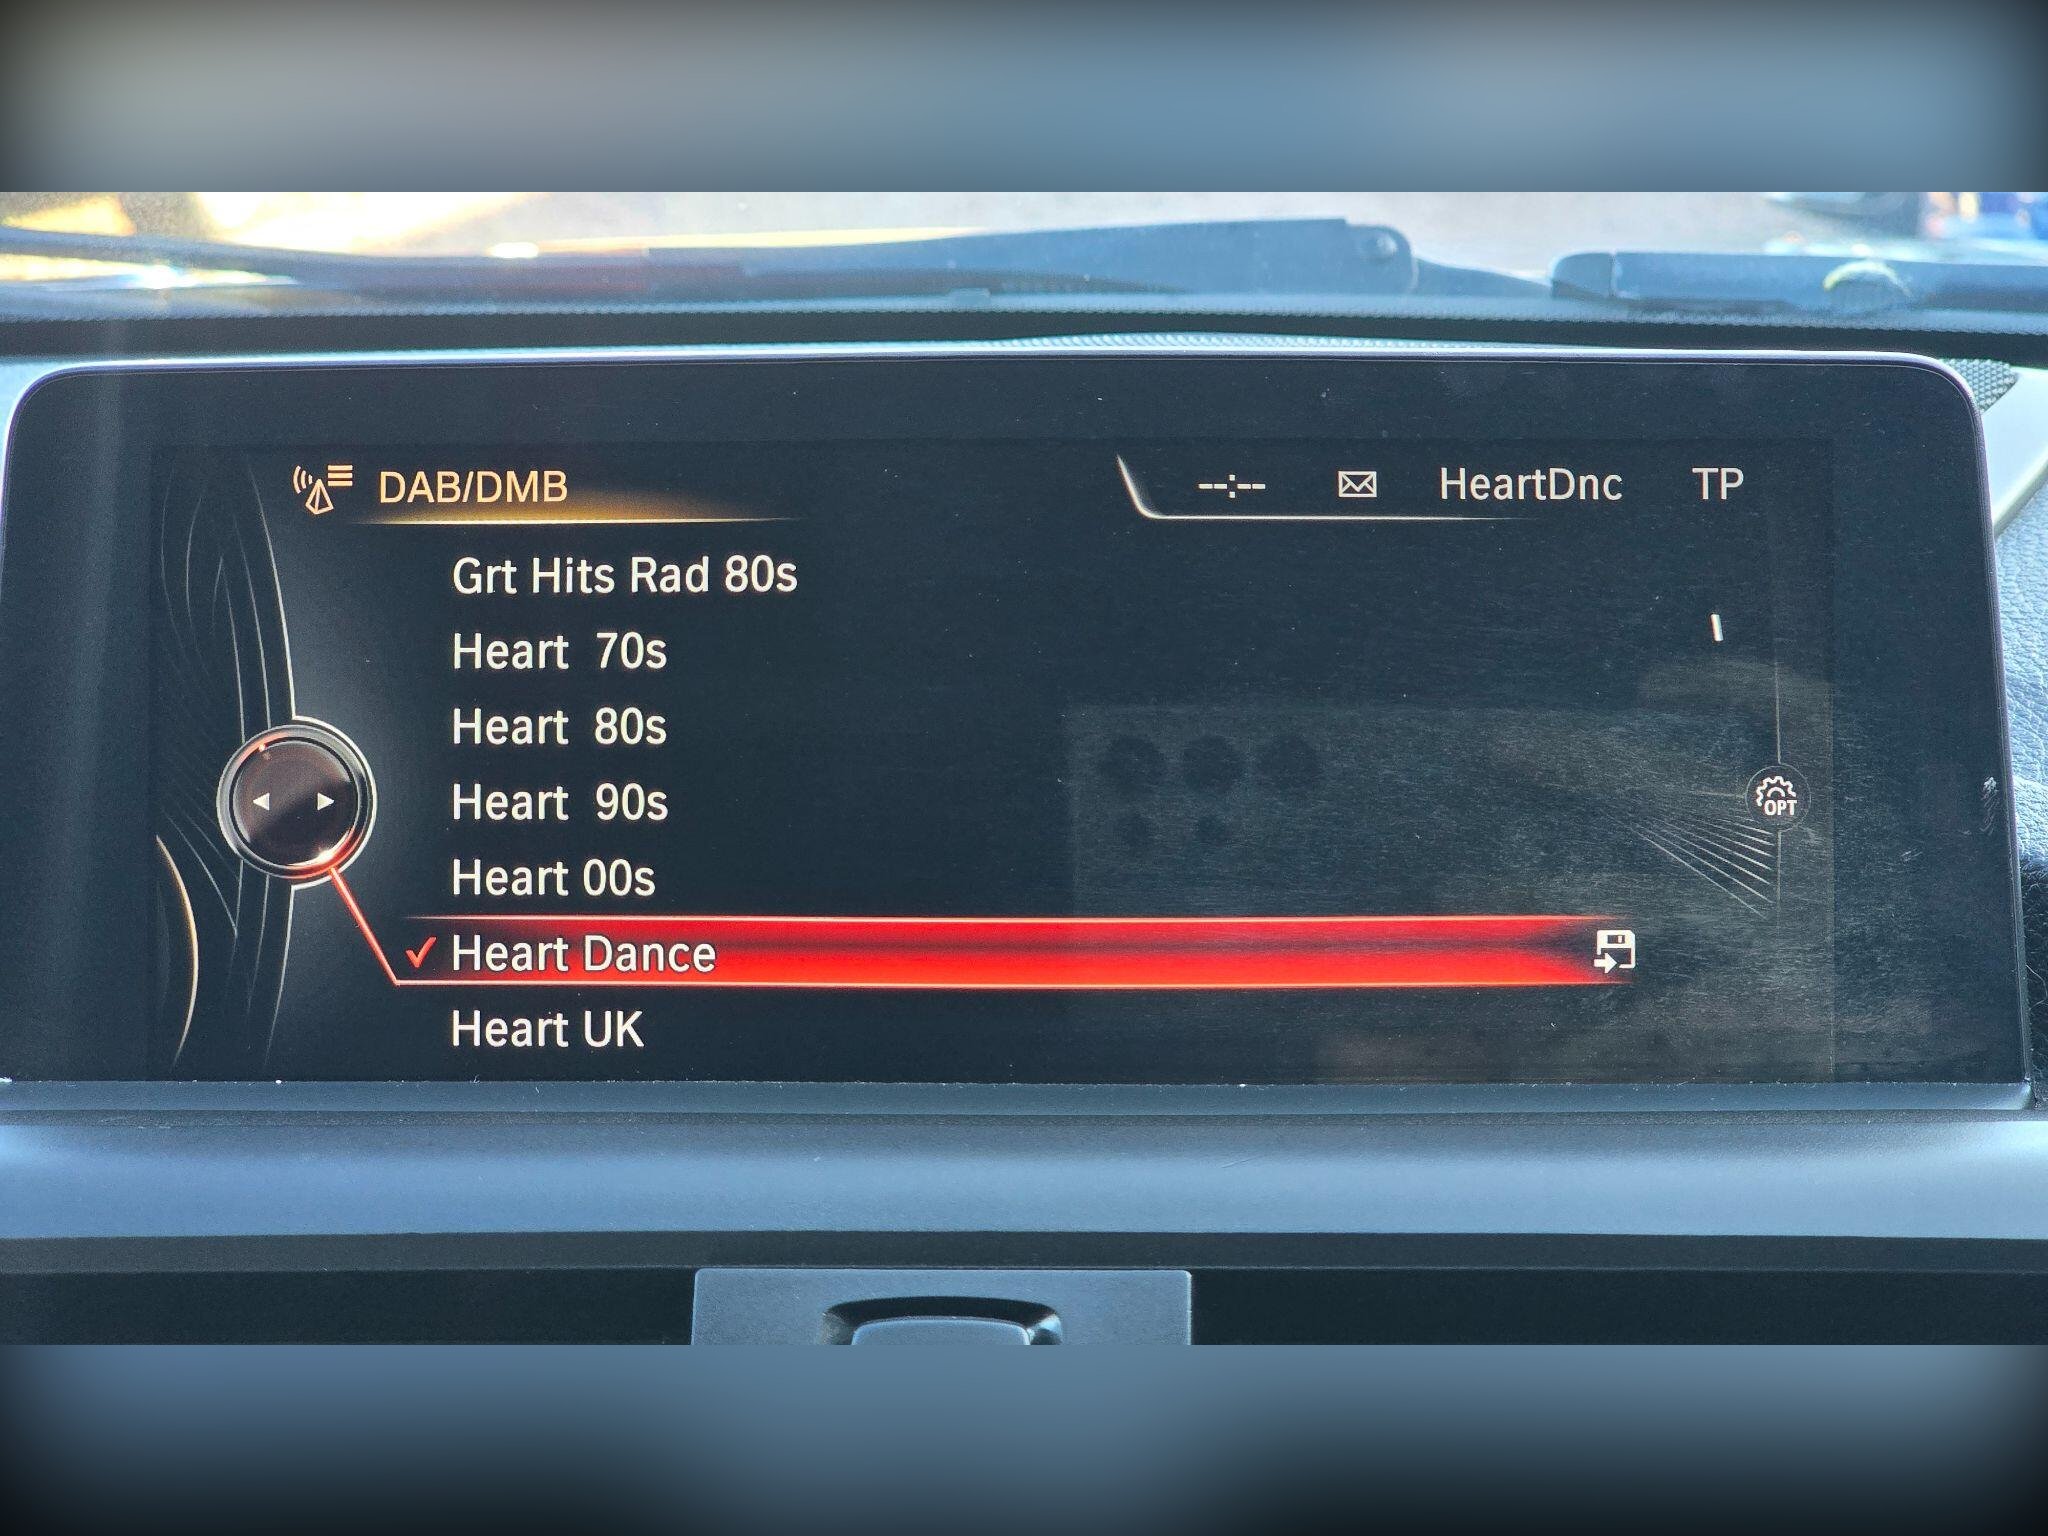 DAB/DMB
--:-- HeartDnc TP
Grt Hits Rad 80s
Heart 70s
Heart 80s
Heart 90s
Heart 00s
Heart Dance
Heart UK
OPT